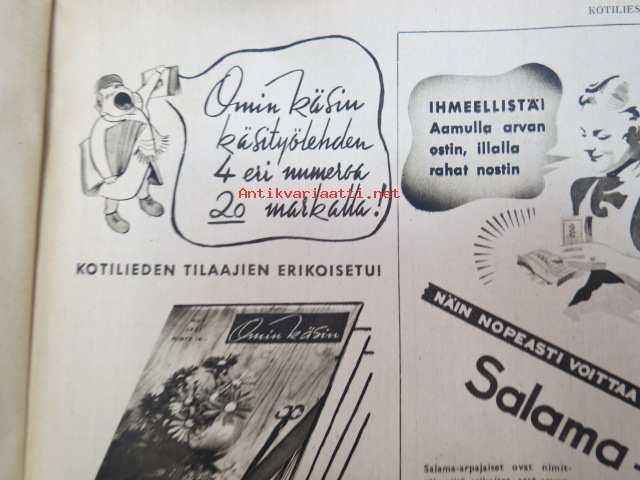 KOTILIES
Omin käsin
käsityölehden
4 eri numeroa
20 markalla!
Antikvariaatti.net
KOTILIEDEN TILAAJIEN ERIKOISETUI
Omin käsin
IHMEELLISTÄ!
Aamulla arvan
ostin, illalla
rahat nostin
NÄIN NOPEASTI VOITTAA
Salama
Salama-arpajaiset ovat nimit-